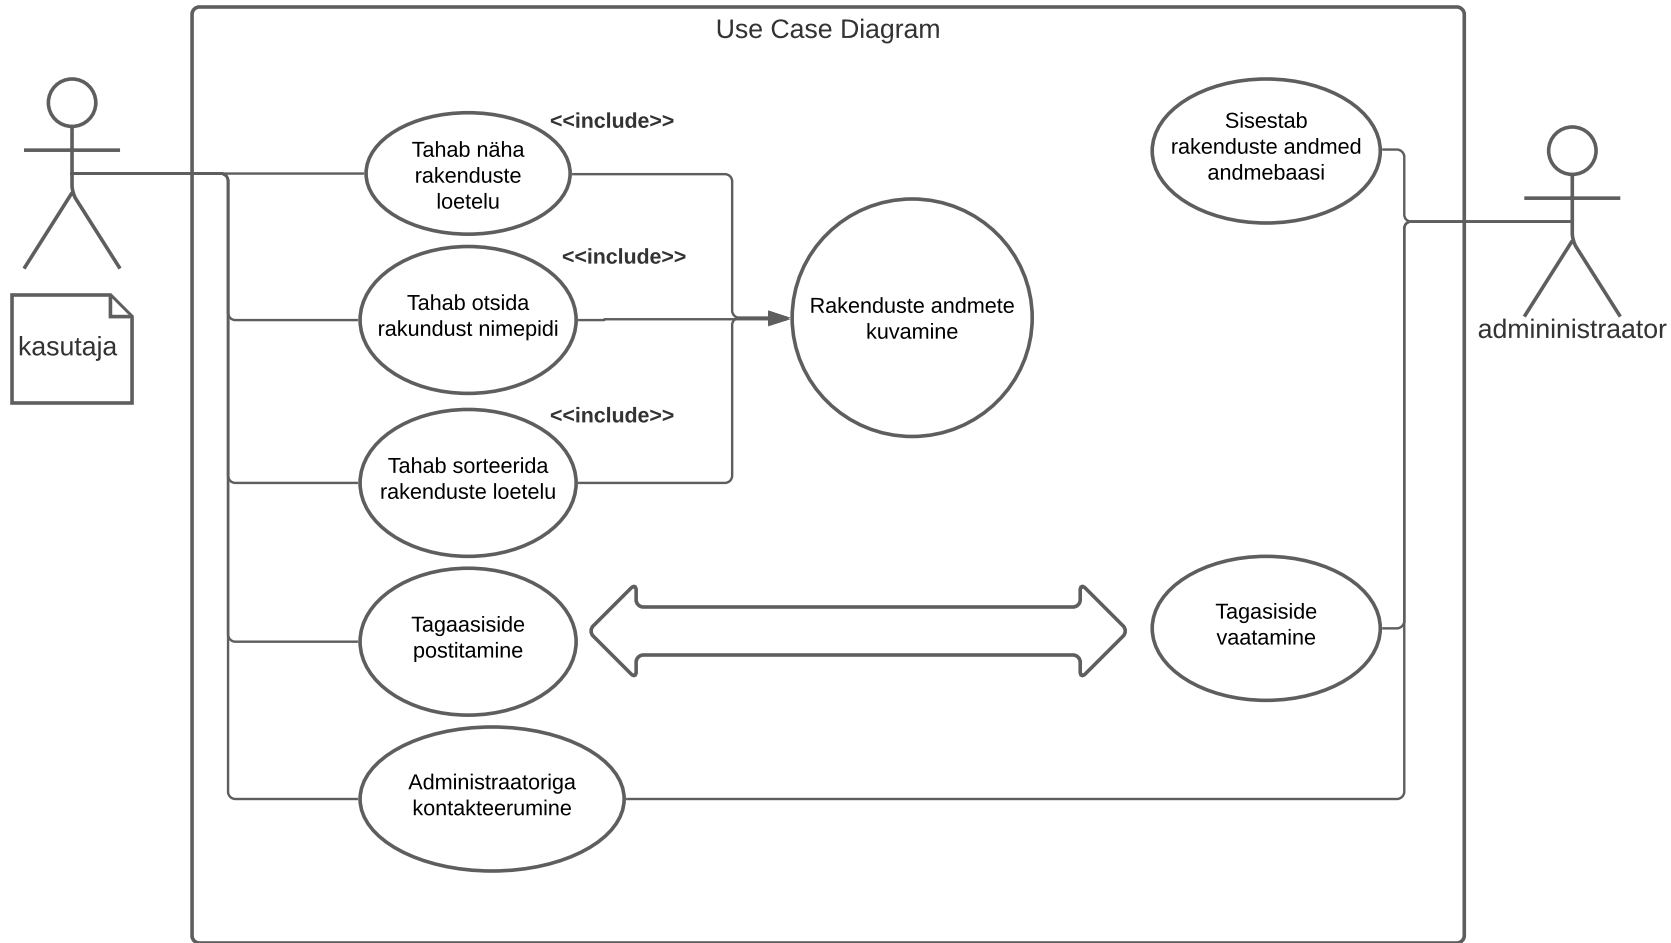 Use Case Diagram
<<include>>
Tahab näha
rakenduste
loetelu
<<include>>
Tahab otsida
rakundust nimepidi
<<include>>
Tahab sorteerida
rakenduste loetelu
Tagaasiside
postitamine
Administraatoriga
kontakteerumine
Rakenduste andmete
kuvamine
Sisestab
rakenduste andmed
andmebaasi
Tagasiside
vaatamine
kasutaja
admininistraator